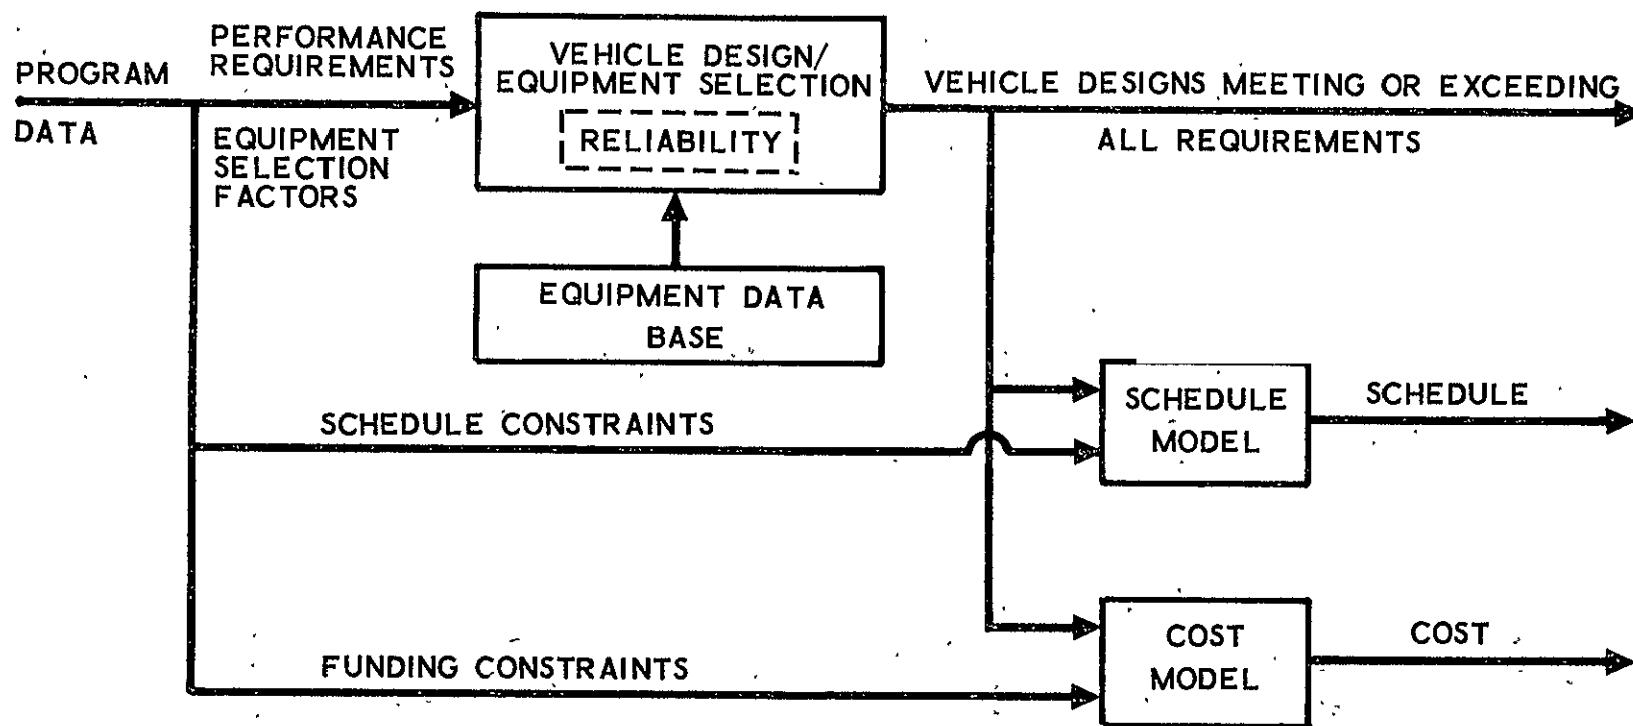 PROGRAM
DATA
PERFORMANCE
REQUIREMENTS
EQUIPMENT
SELECTION
FACTORS
VEHICLE DESIGN/
EQUIPMENT SELECTION
RELIABILITY
VEHICLE DESIGNS MEETING OR EXCEEDING
ALL REQUIREMENTS
EQUIPMENT DATA
BASE
SCHEDULE CONSTRAINTS
SCHEDULE
MODEL
SCHEDULE
FUNDING CONSTRAINTS
COST
MODEL
COST